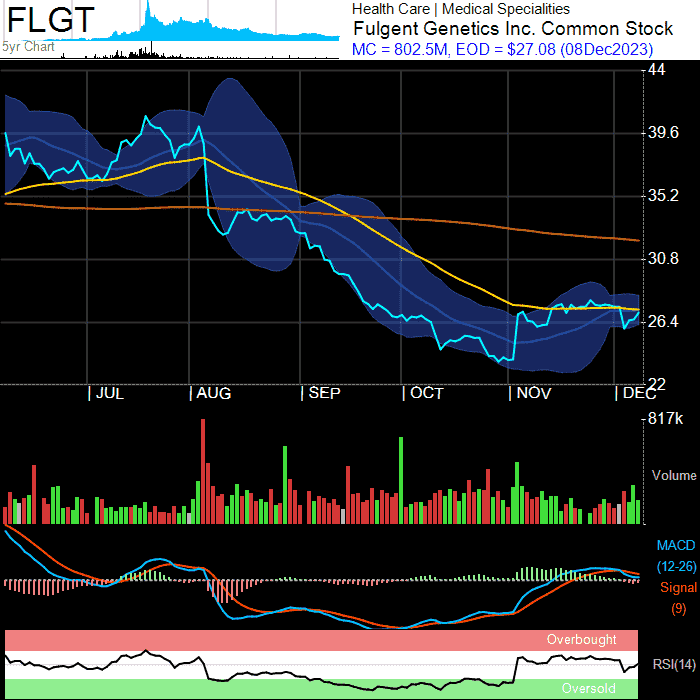 FLGT
5yr Chart
Health Care | Medical Specialities
Fulgent Genetics Inc. Common Stock
MC = 802.5M, EOD = $27.08 (08Dec2023)
44
39.6
35.2
30.8
26.4
22
JUL AUG SEP OCT NOV DEC
817k
Volume
MACD
(12-26)
Signal
(9)
Overbought
RSI(14)
Oversold